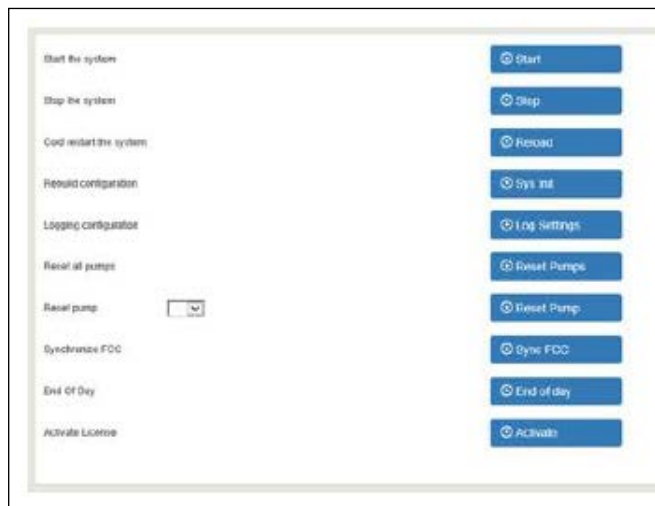 Start the system
Start
Stop the system
Stop
Cold restart the system
Reload
Rebuild configuration
Sys Init
Logging configuration
Log Settings
Reset all pumps
Reset Pumps
Reset pump
Reset Pump
Synchronize FCC
Sync FCC
End Of Day
End of day
Activate License
Activate